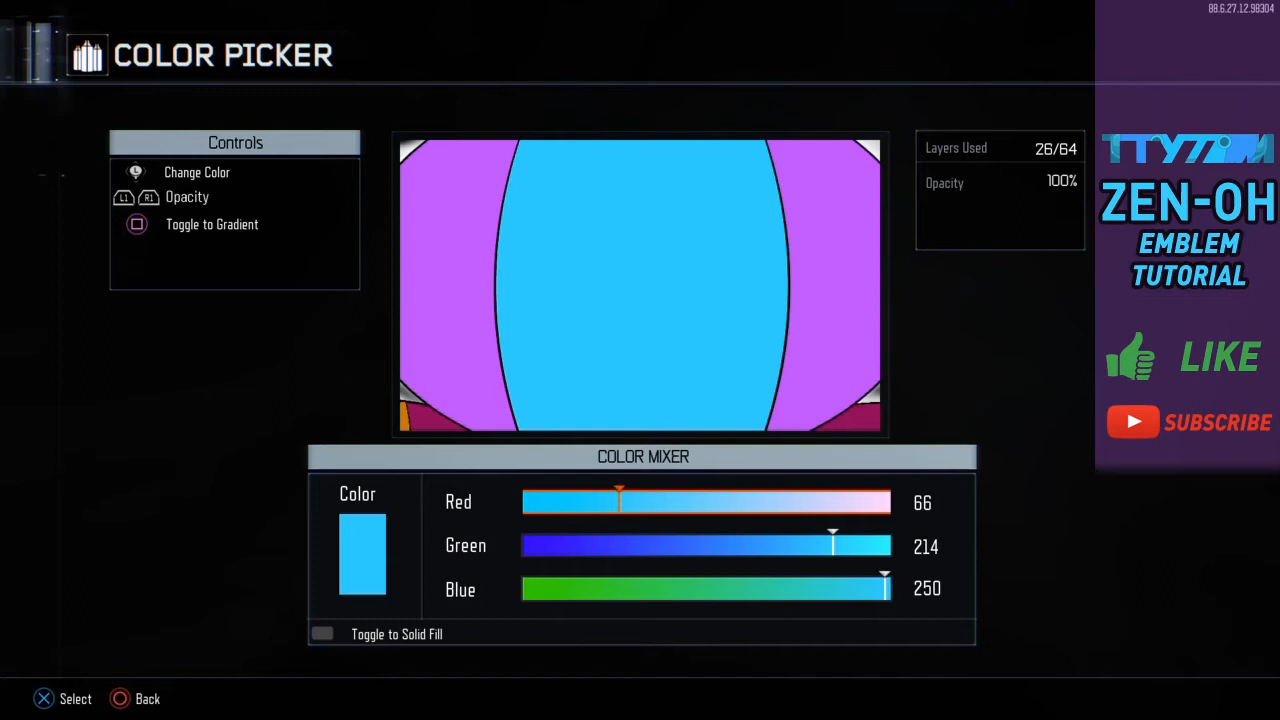 88.6.27.12.98304
COLOR PICKER
Controls
L Change Color
L1 R1 Opacity
Toggle to Gradient
Layers Used 26/64
Opacity 100%
TTYTOM
ZEN-OH
EMBLEM
TUTORIAL
LIKE
SUBSCRIBE
COLOR MIXER
Color
Red 66
Green 214
Blue 250
Toggle to Solid Fill
Select Back